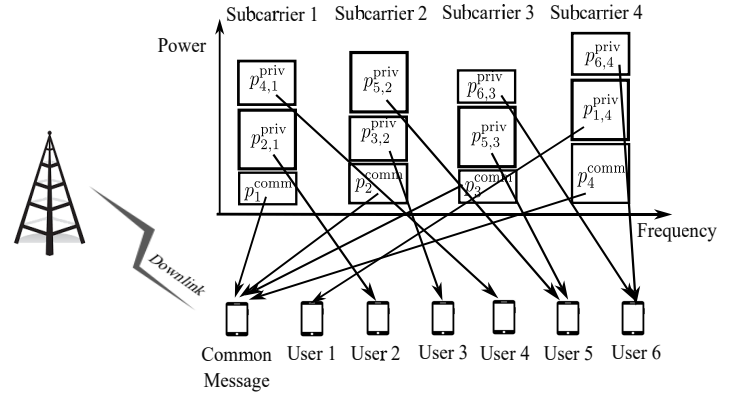 Subcarrier 1 Subcarrier 2 Subcarrier 3 Subcarrier 4
Power
p_{4,1}^{priv} p_{5,2}^{priv} p_{6,3}^{priv} p_{6,4}^{priv}
p_{2,1}^{priv} p_{3,2}^{priv} p_{5,3}^{priv} p_{1,4}^{priv}
p_1^{comm} p_2^{comm} p_3^{comm} p_4^{comm}
Frequency
Downlink
Common User 1 User 2 User 3 User 4 User 5 User 6
Message